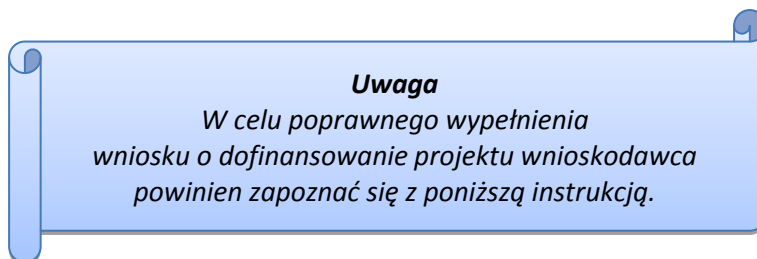 Uwaga
W celu poprawnego wypełnienia
wniosku o dofinansowanie projektu wnioskodawca
powinien zapoznać się z poniższą instrukcją.